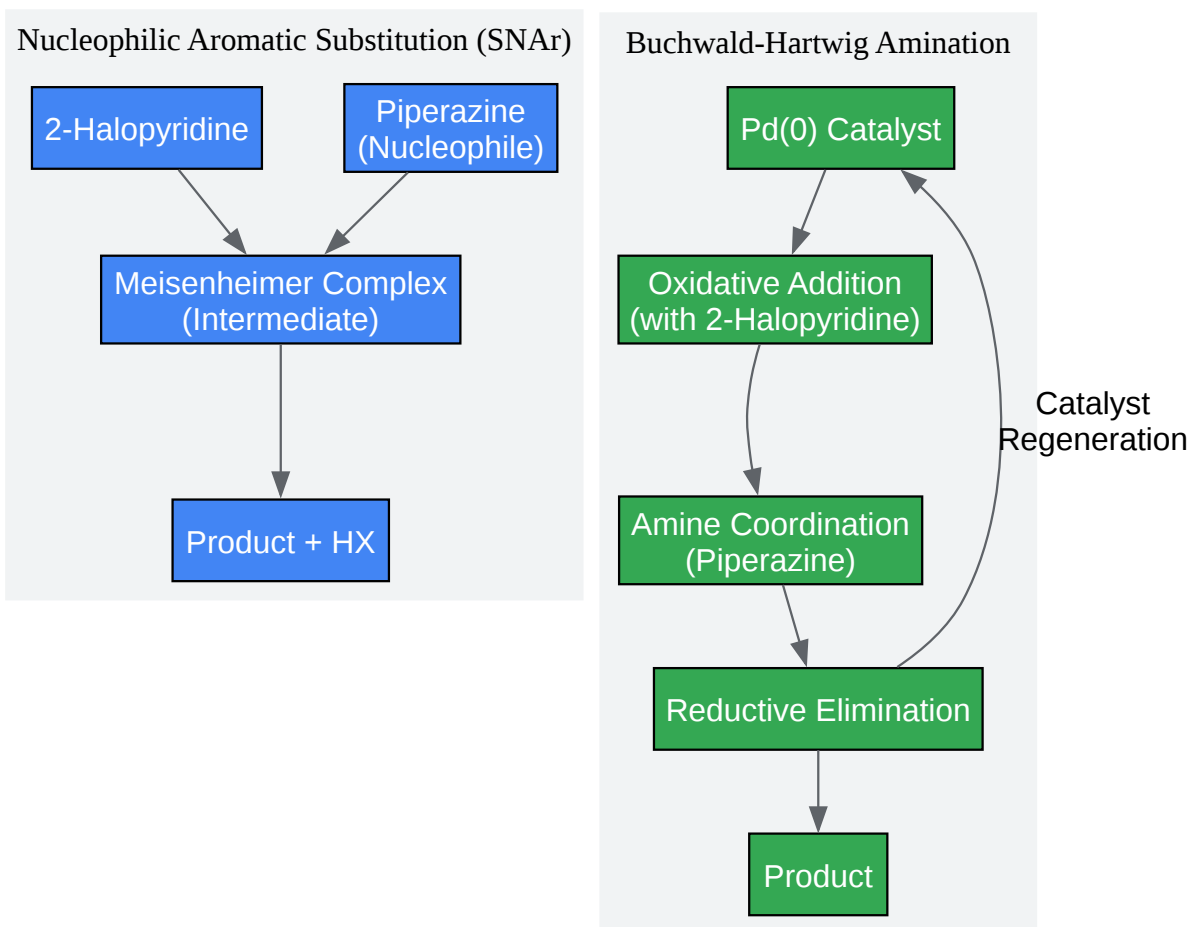 Nucleophilic Aromatic Substitution (SNAr)
2-Halopyridine
Piperazine
(Nucleophile)
Meisenheimer Complex
(Intermediate)
Product + HX
Buchwald-Hartwig Amination
Pd(0) Catalyst
Oxidative Addition
(with 2-Halopyridine)
Catalyst
Regeneration
Amine Coordination
(Piperazine)
Reductive Elimination
Product